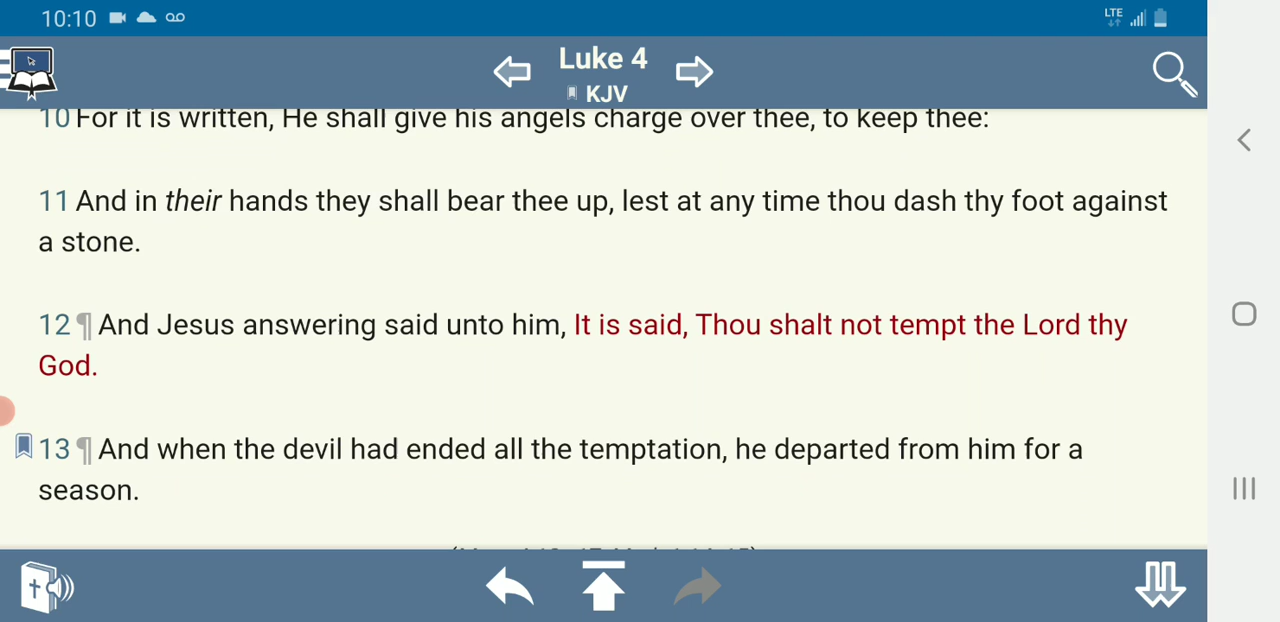 10:10
LTE
Luke 4
KJV
10 For it is written, He shall give his angels charge over thee, to keep thee:
11 And in their hands they shall bear thee up, lest at any time thou dash thy foot against
a stone.
12 ¶ And Jesus answering said unto him, It is said, Thou shalt not tempt the Lord thy
God.
13 ¶ And when the devil had ended all the temptation, he departed from him for a
season.